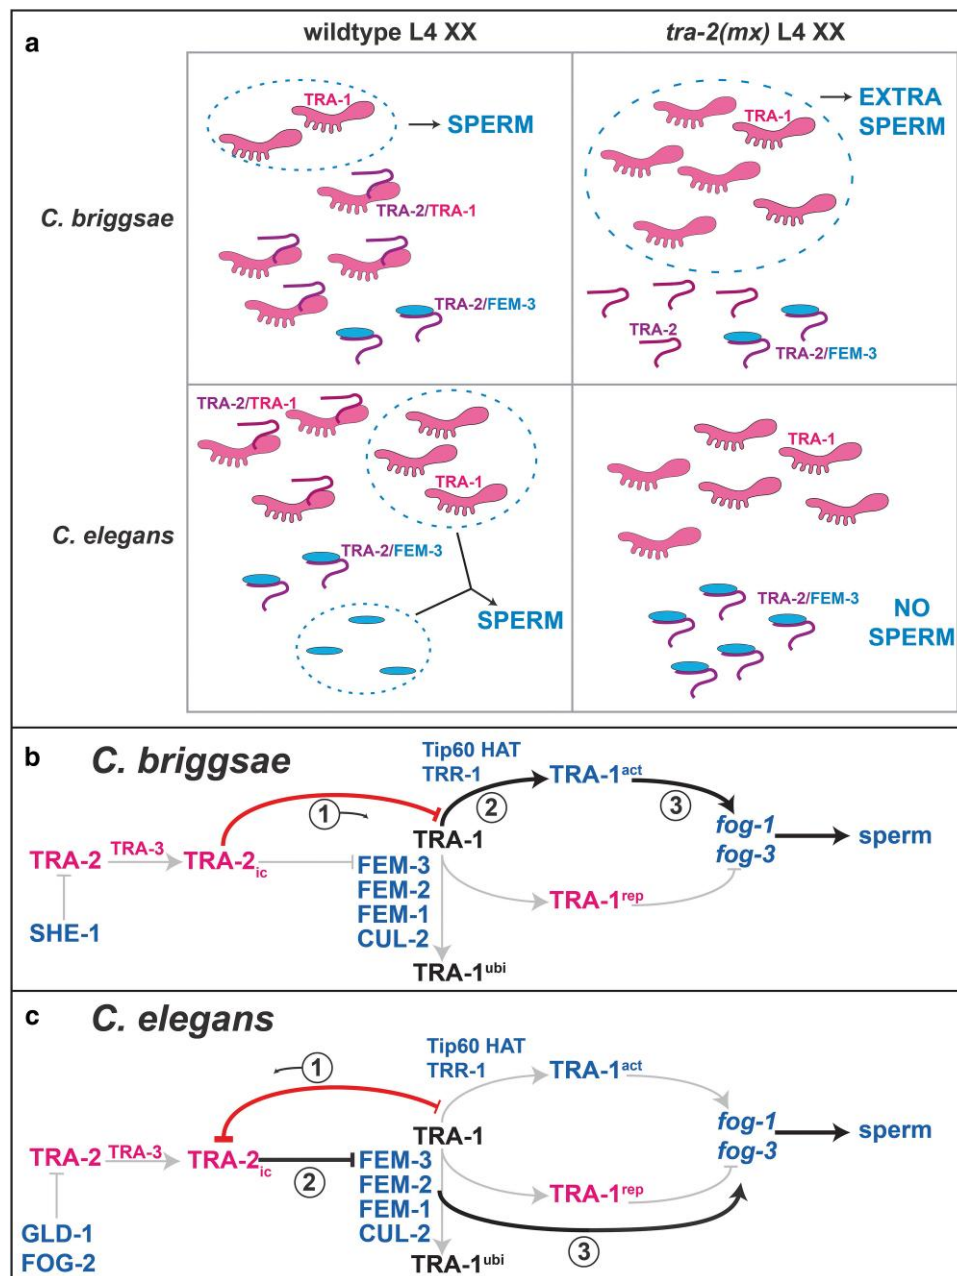 a
wildtype L4 XX
tra-2(mx) L4 XX
C. briggsae
TRA-1
SPERM
TRA-2/TRA-1
TRA-2/FEM-3
EXTRA
SPERM
TRA-1
TRA-2
TRA-2/FEM-3
C. elegans
TRA-2/TRA-1
TRA-1
TRA-2/FEM-3
SPERM
TRA-1
TRA-2/FEM-3
NO
SPERM
b
C. briggsae
Tip60 HAT
TRR-1
TRA-1act
1
2
3
TRA-1
fog-1
fog-3
sperm
TRA-2
TRA-3
TRA-2ic
FEM-3
FEM-2
FEM-1
CUL-2
TRA-1rep
SHE-1
TRA-1ubi
c
C. elegans
Tip60 HAT
TRR-1
TRA-1act
1
TRA-1
fog-1
fog-3
sperm
TRA-2
TRA-3
TRA-2ic
2
FEM-3
FEM-2
FEM-1
CUL-2
TRA-1rep
GLD-1
FOG-2
3
TRA-1ubi